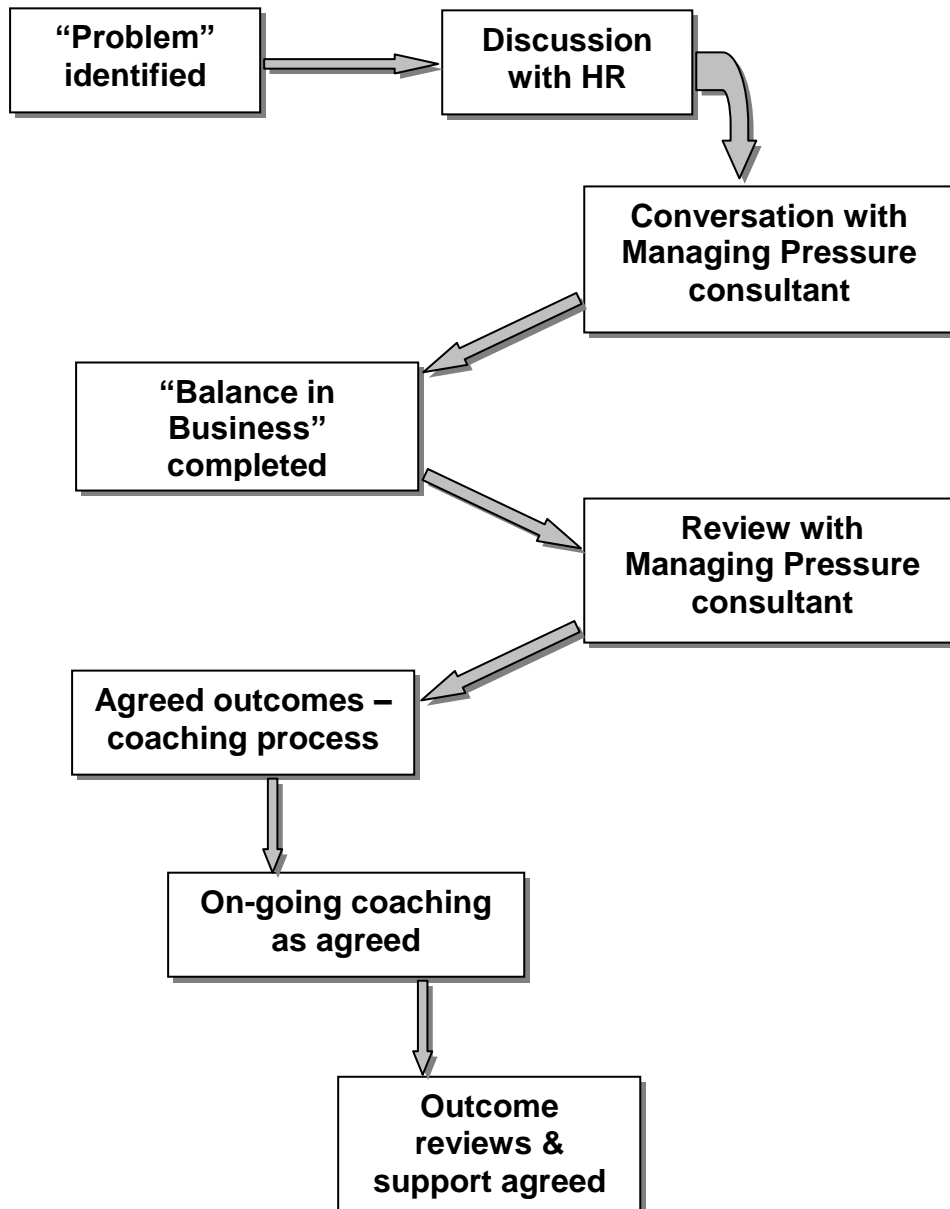 “Problem”
identified
Discussion
with HR
Conversation with
Managing Pressure
consultant
“Balance in
Business”
completed
Review with
Managing Pressure
consultant
Agreed outcomes –
coaching process
On-going coaching
as agreed
Outcome
reviews &
support agreed